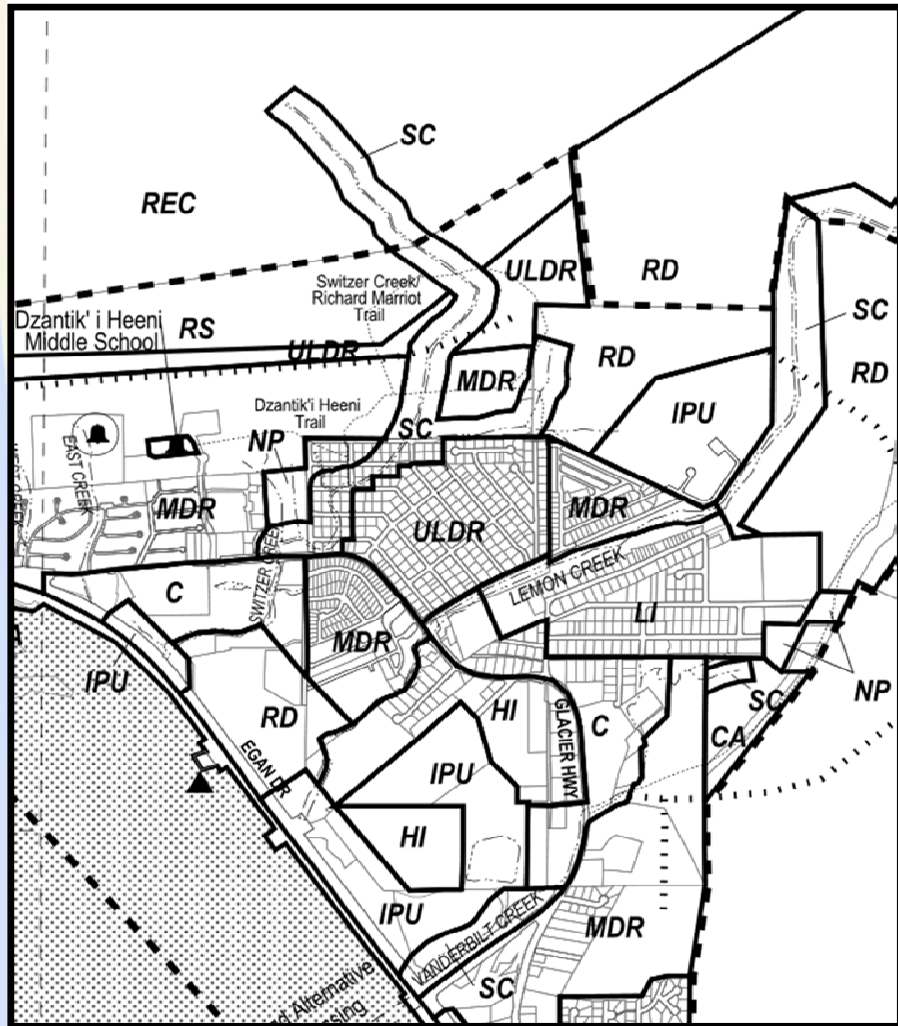 SC
REC
ULDR
RD
Switzer Creek/
Richard Marriot
Trail
SC
Dzantik' i Heeni
Middle School
RS
ULDR
RD
RD
MDR
IPU
Dzantik'i Heeni
Trail
NP
SC
EAST CREEK
MDR
MDR
ULDR
LEMON CREEK
C
LI
MDR
IPU
NP
SC
RD
HI
GLACIER HWY
C
CA
EGAN DR
IPU
HI
IPU
VANDERBILT CREEK
MDR
SC
Alternative